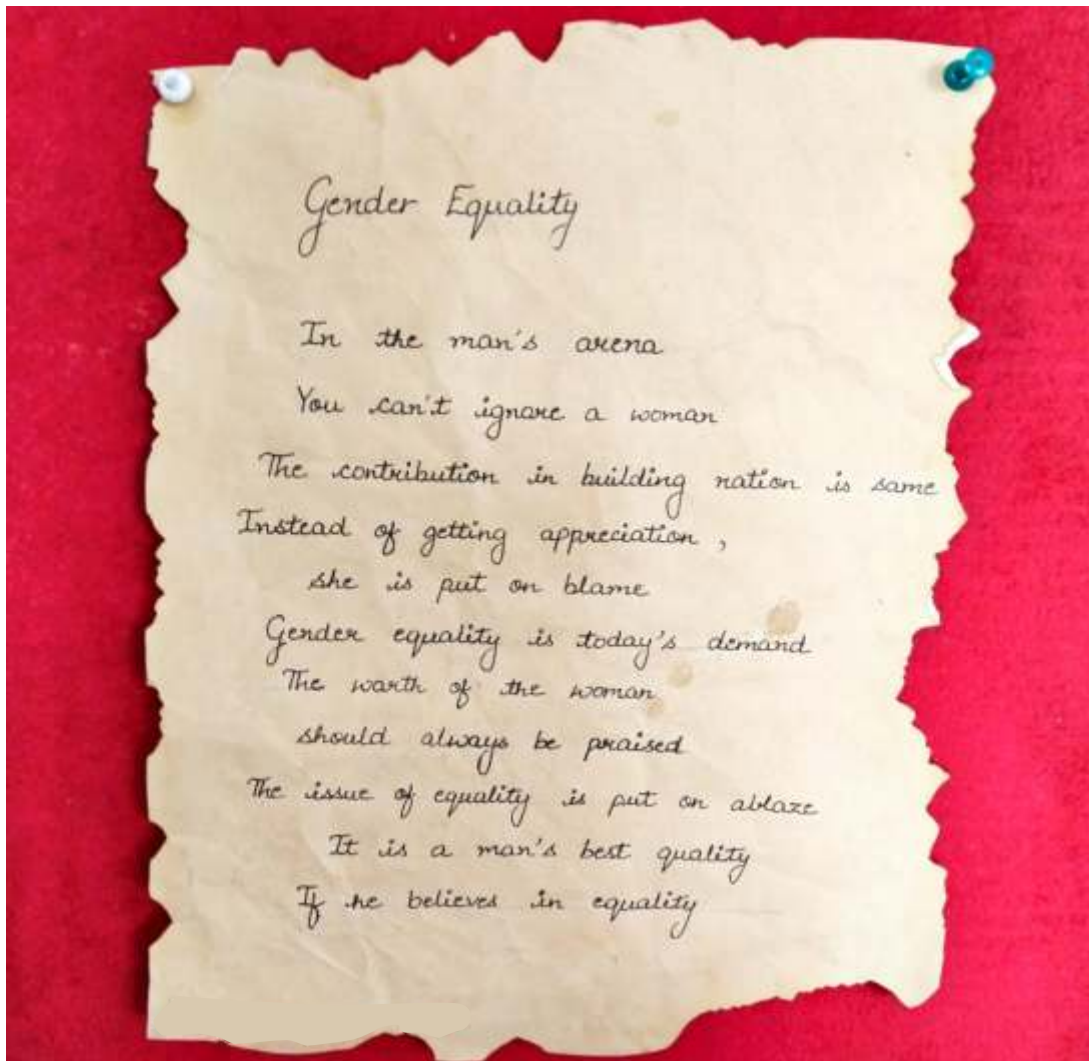 Gender Equality
In the man's arena
You can't ignore a woman
The contribution in building nation is same
Instead of getting appreciation,
she is put on blame
Gender equality is today's demand
The worth of the woman
should always be praised
The issue of equality is put on ablaze
It is a man's best quality
If he believes in equality